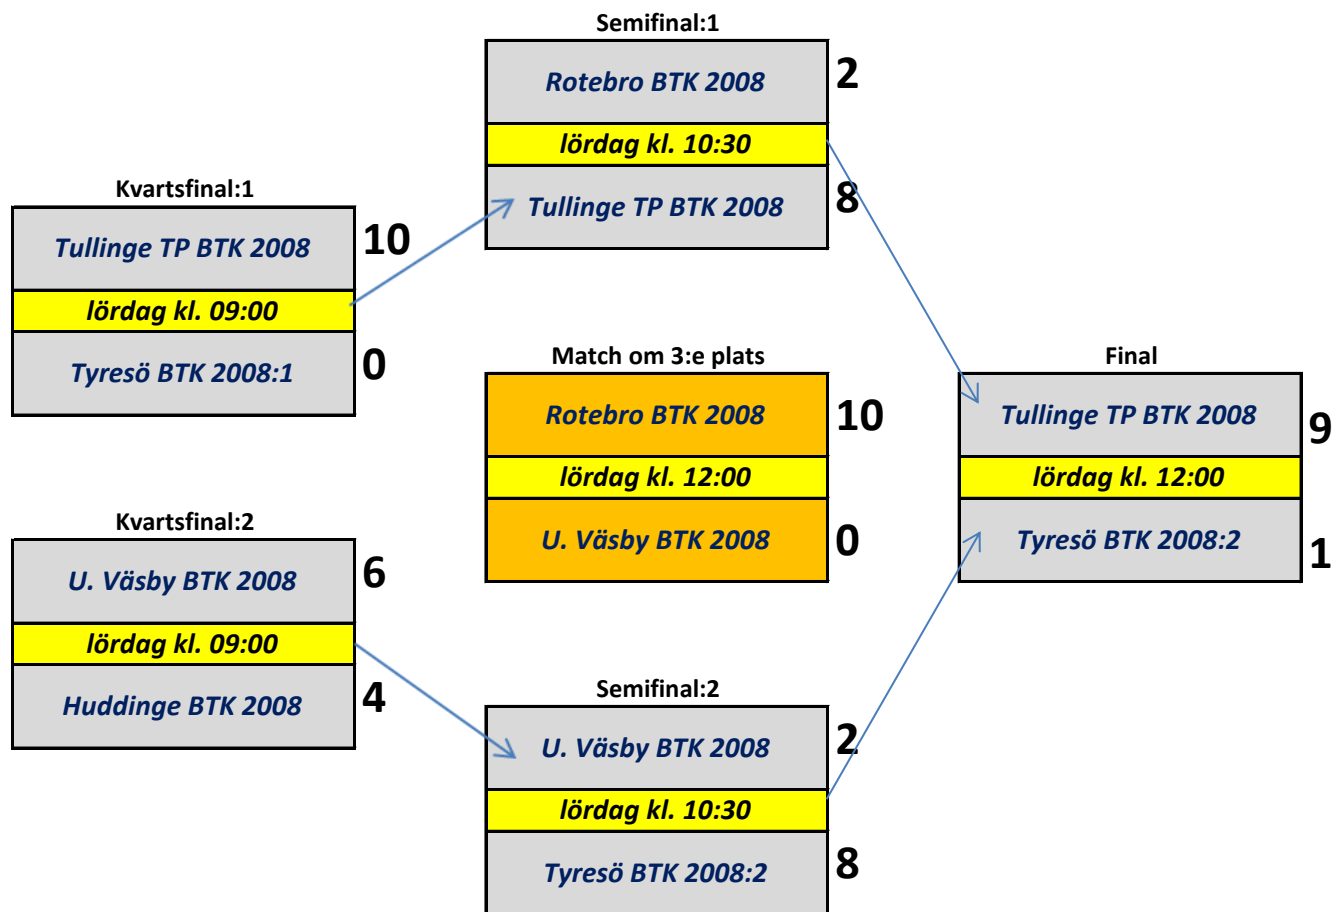 Semifinal:1
Rotebro BTK 2008
2
lördag kl. 10:30
Tullinge TP BTK 2008
8
Kvartsfinal:1
Tullinge TP BTK 2008
10
lördag kl. 09:00
Tyresö BTK 2008:1
0
Match om 3:e plats
Rotebro BTK 2008
10
lördag kl. 12:00
U. Väsby BTK 2008
0
Final
Tullinge TP BTK 2008
9
lördag kl. 12:00
Tyresö BTK 2008:2
1
Kvartsfinal:2
U. Väsby BTK 2008
6
lördag kl. 09:00
Huddinge BTK 2008
4
Semifinal:2
U. Väsby BTK 2008
2
lördag kl. 10:30
Tyresö BTK 2008:2
8